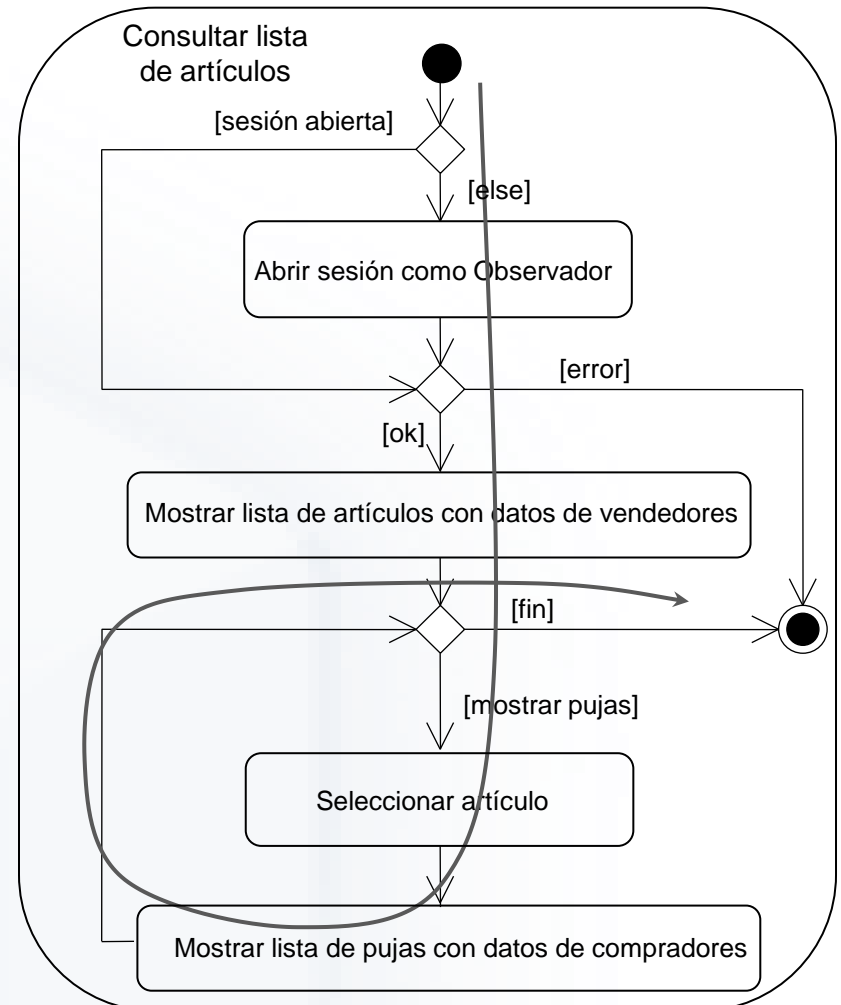 Consultar lista
de artículos
[sesión abierta]
[else]
Abrir sesión como Observador
[error]
[ok]
Mostrar lista de artículos con datos de vendedores
[fin]
[mostrar pujas]
Seleccionar artículo
Mostrar lista de pujas con datos de compradores